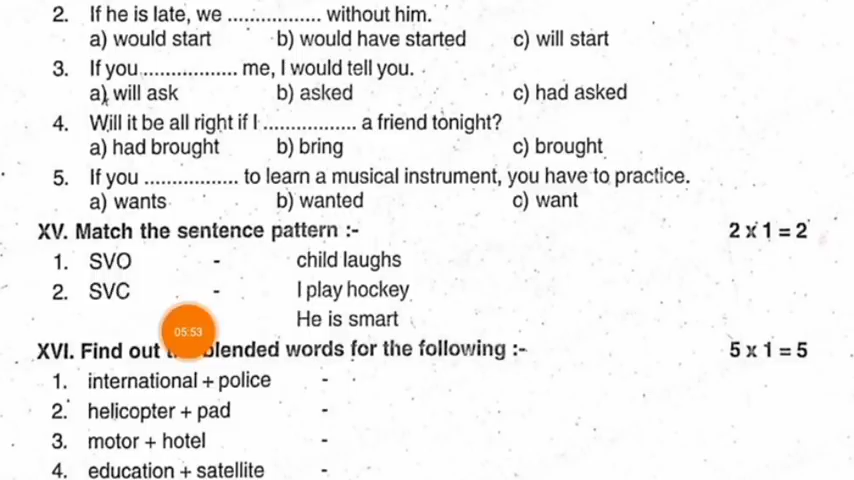 2. If he is late, we ................. without him.
a) would start b) would have started c) will start
3. If you ................. me, I would tell you.
a) will ask b) asked c) had asked
4. Will it be all right if I ................. a friend tonight?
a) had brought b) bring c) brought
5. If you ................. to learn a musical instrument, you have to practice.
a) wants b) wanted c) want
XV. Match the sentence pattern :- 2 x 1 = 2
1. SVO - child laughs
2. SVC - I play hockey
He is smart
05:53
XVI. Find out blended words for the following :- 5 x 1 = 5
1. international + police -
2. helicopter + pad -
3. motor + hotel -
4. education + satellite -